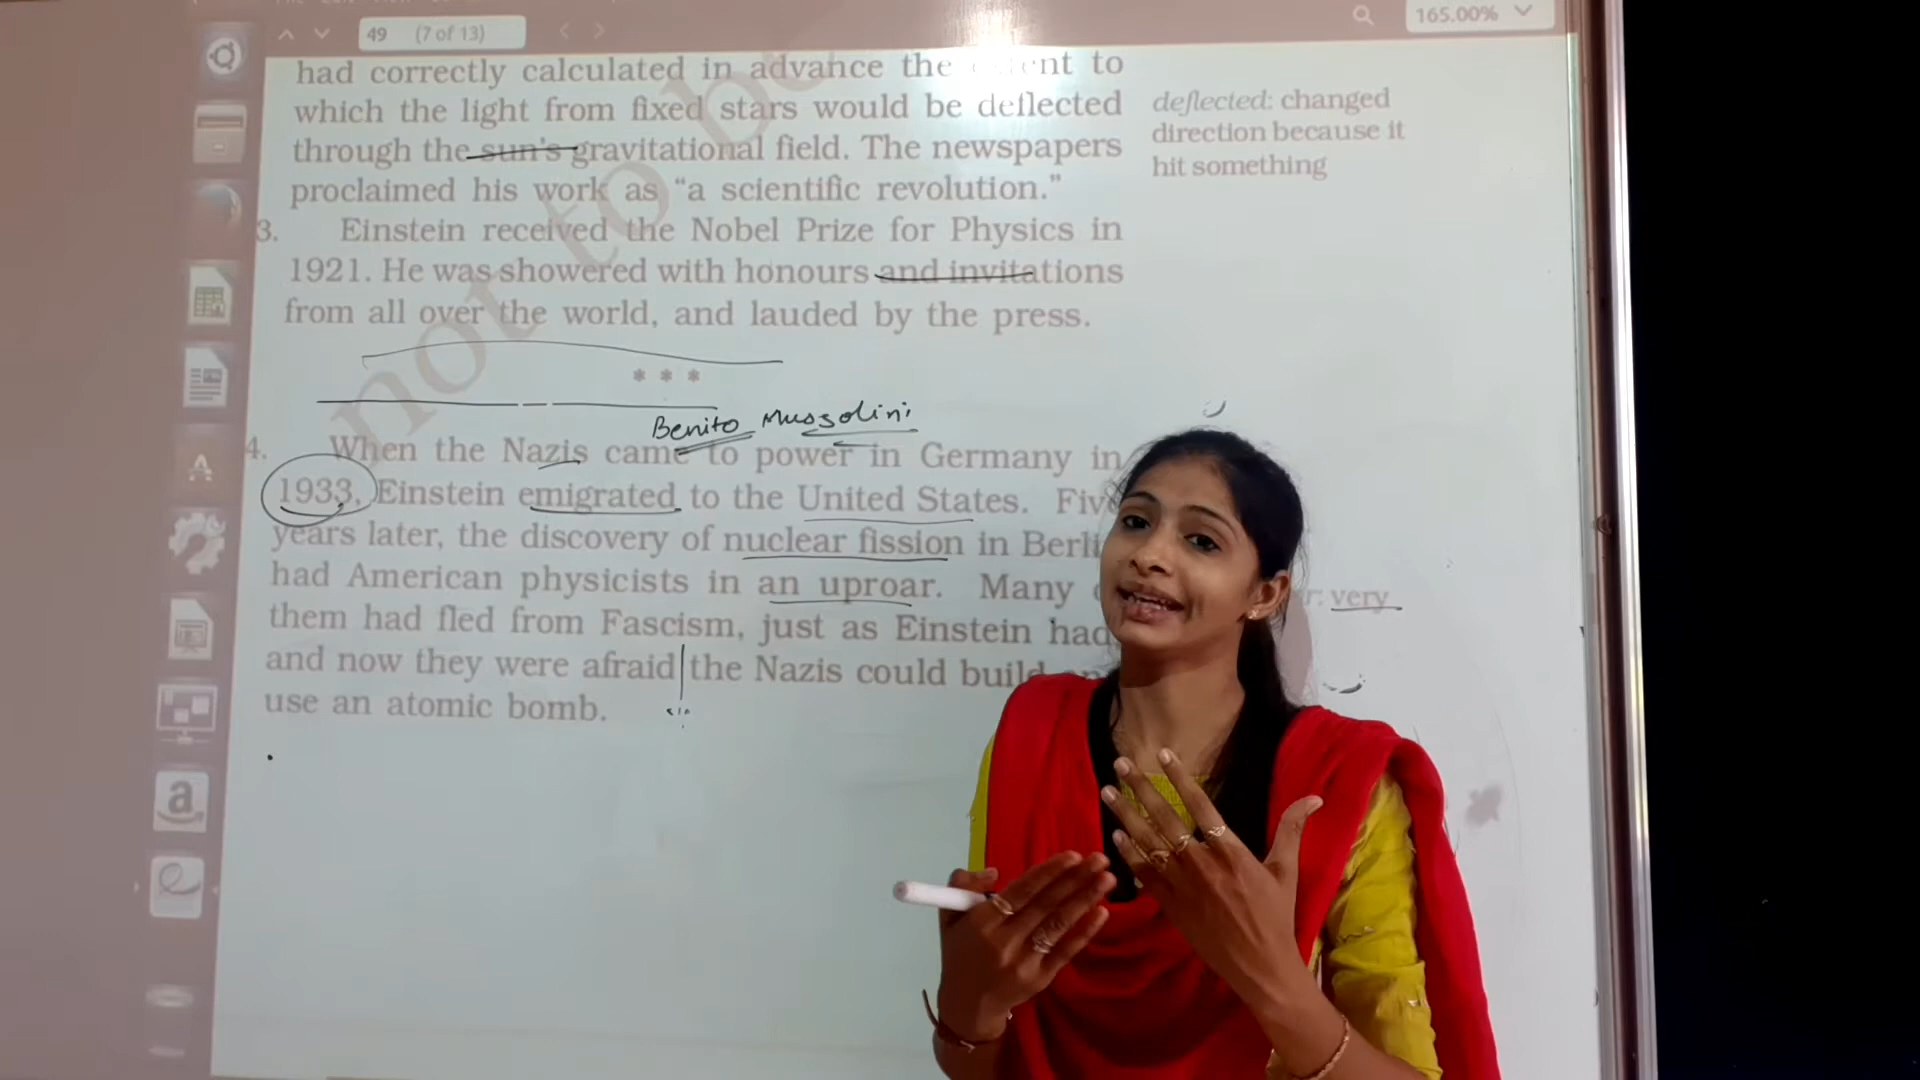 49 (7 of 13)
165.00%
had correctly calculated in advance the extent to
which the light from fixed stars would be deflected
through the sun's gravitational field. The newspapers
proclaimed his work as “a scientific revolution.”
deflected: changed
direction because it
hit something
3. Einstein received the Nobel Prize for Physics in
1921. He was showered with honours and invitations
from all over the world, and lauded by the press.
* * *
Benito Mussolini
4. When the Nazis came to power in Germany in
1933, Einstein emigrated to the United States. Five
years later, the discovery of nuclear fission in Berli
had American physicists in an uproar. Many
them had fled from Fascism, just as Einstein had
and now they were afraid the Nazis could build
use an atomic bomb.
r: very
not to be